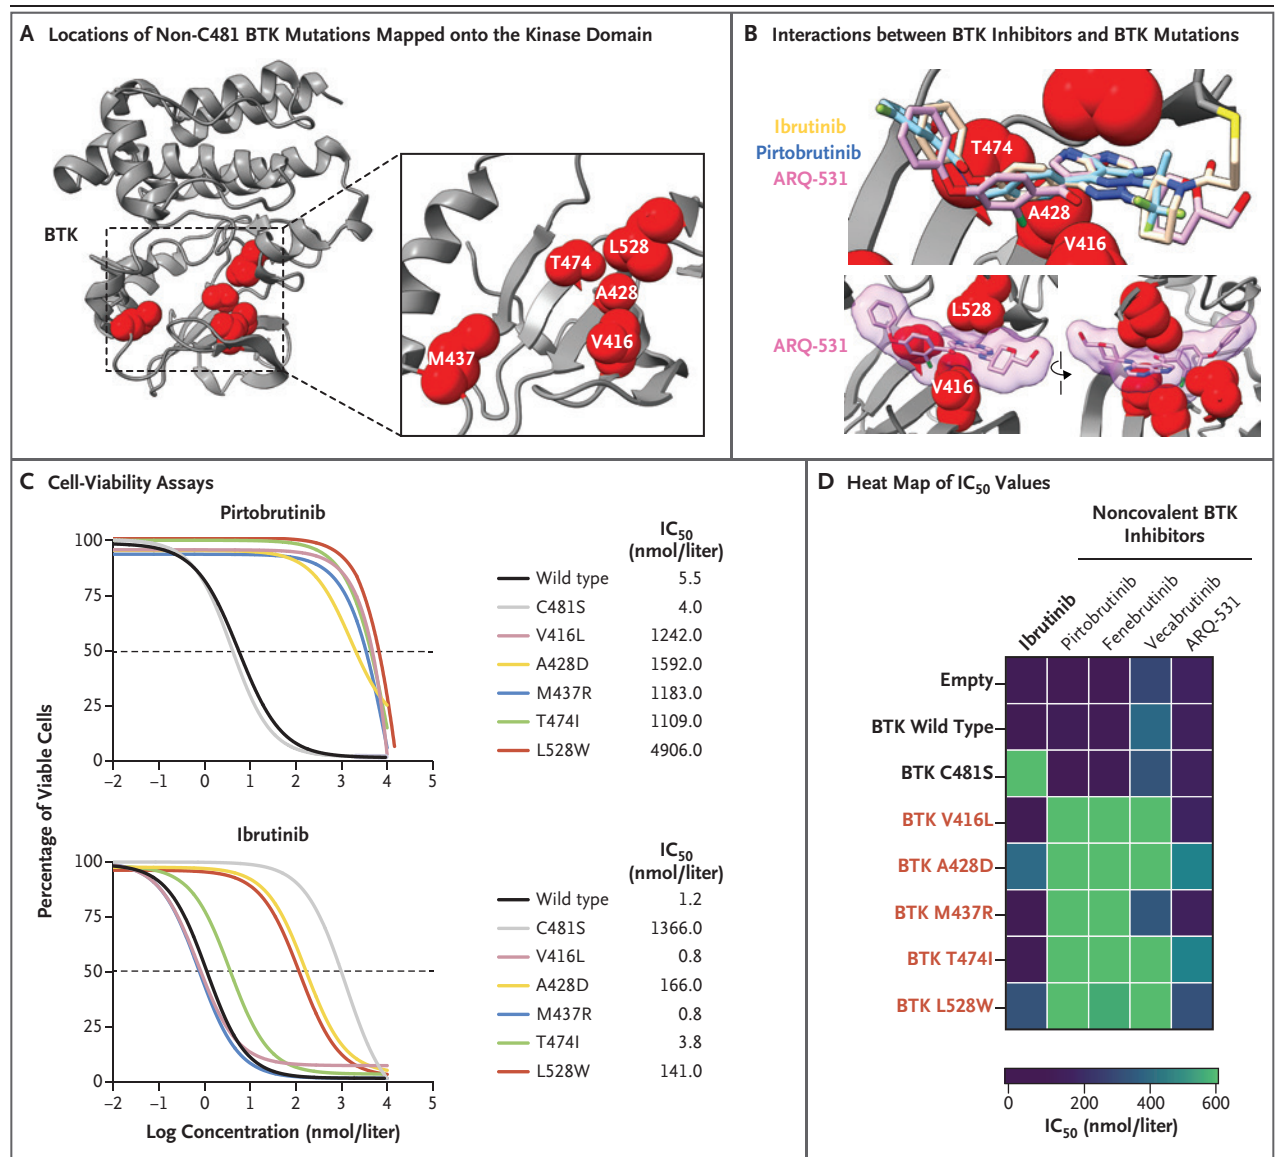 A Locations of Non-C481 BTK Mutations Mapped onto the Kinase Domain
BTK
T474
L528
A428
V416
M437
B Interactions between BTK Inhibitors and BTK Mutations
Ibrutinib
Pirtobrutinib
ARQ-531
T474
A428
V416
ARQ-531
L528
V416
C Cell-Viability Assays
Percentage of Viable Cells
Pirtobrutinib
100
75
50
25
0
–2 –1 0 1 2 3 4 5
IC50
(nmol/liter)
Wild type 5.5
C481S 4.0
V416L 1242.0
A428D 1592.0
M437R 1183.0
T474I 1109.0
L528W 4906.0
Ibrutinib
100
75
50
25
0
–2 –1 0 1 2 3 4 5
Log Concentration (nmol/liter)
IC50
(nmol/liter)
Wild type 1.2
C481S 1366.0
V416L 0.8
A428D 166.0
M437R 0.8
T474I 3.8
L528W 141.0
D Heat Map of IC50 Values
Noncovalent BTK
Inhibitors
Ibrutinib
Pirtobrutinib
Fenebrutinib
Vecabrutinib
ARQ-531
Empty
BTK Wild Type
BTK C481S
BTK V416L
BTK A428D
BTK M437R
BTK T474I
BTK L528W
0 200 400 600
IC50 (nmol/liter)